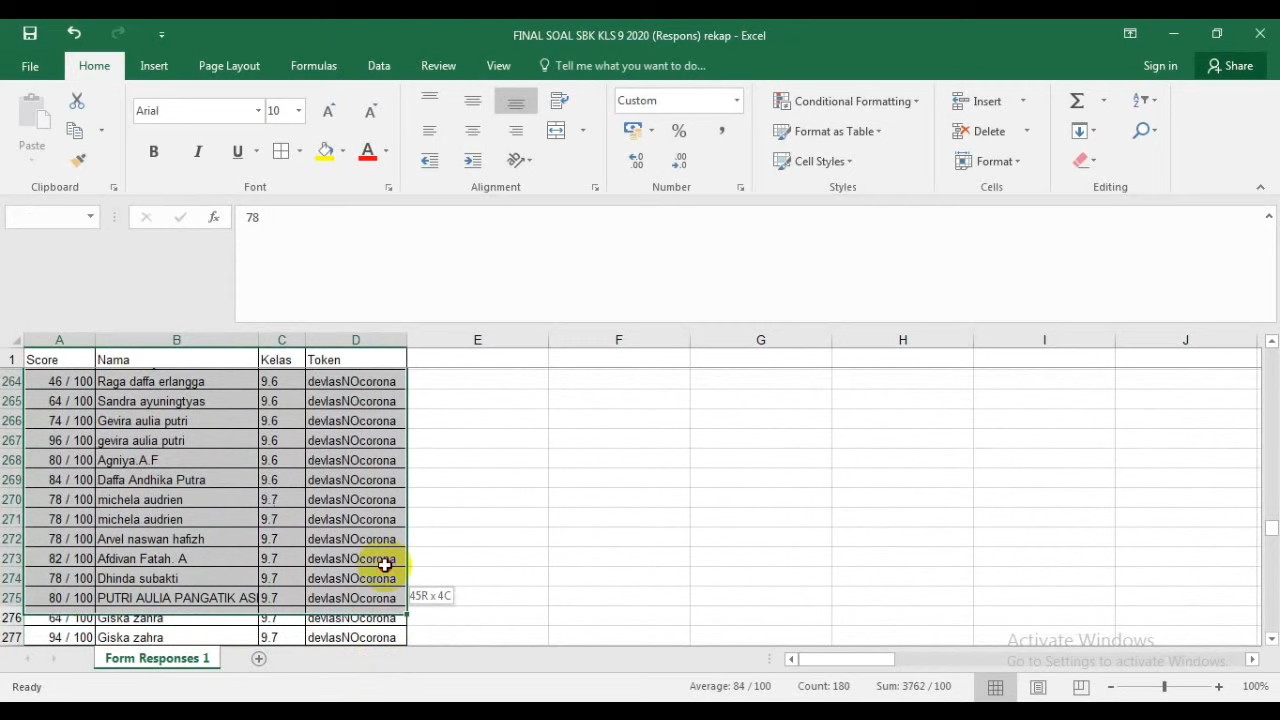 FINAL SOAL SBK KLS 9 2020 (Respons) rekap - Excel
File Home Insert Page Layout Formulas Data Review View Tell me what you want to do... Sign in Share
Paste
Arial 10
B I U A
Custom
% ,
Conditional Formatting
Format as Table
Cell Styles
Insert
Delete
Format
Clipboard Font Alignment Number Styles Cells Editing
fx 78
A B C D E F G H I J
1 Score Nama Kelas Token
264 46 / 100 Raga daffa erlangga 9.6 devlasNOcorona
265 64 / 100 Sandra ayuningtyas 9.6 devlasNOcorona
266 74 / 100 Gevira aulia putri 9.6 devlasNOcorona
267 96 / 100 gevira aulia putri 9.6 devlasNOcorona
268 80 / 100 Agniya.A.F 9.6 devlasNOcorona
269 84 / 100 Daffa Andhika Putra 9.6 devlasNOcorona
270 78 / 100 michela audrien 9.7 devlasNOcorona
271 78 / 100 michela audrien 9.7 devlasNOcorona
272 78 / 100 Arvel naswan hafizh 9.7 devlasNOcorona
273 82 / 100 Afdivan Fatah. A 9.7 devlasNOcorona
274 78 / 100 Dhinda subakti 9.7 devlasNOcorona
275 80 / 100 PUTRI AULIA PANGATIK AS 9.7 devlasNOcorona
45R x 4C
276 64 / 100 Giska zahra 9.7 devlasNOcorona
277 94 / 100 Giska zahra 9.7 devlasNOcorona
Activate Windows
Go to Settings to activate Windows.
Form Responses 1
Ready Average: 84 / 100 Count: 180 Sum: 3762 / 100 100%